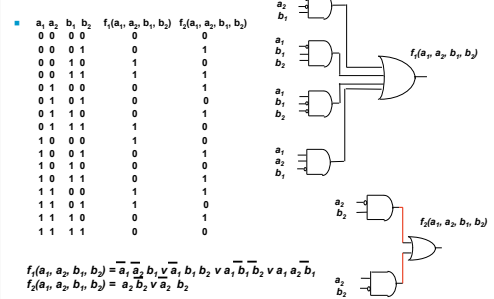 a₁ a₂ b₁ b₂ f₁(a₁, a₂, b₁, b₂) f₂(a₁, a₂, b₁, b₂)
0 0 0 0 0 0
0 0 0 1 0 1
0 0 1 0 1 0
0 0 1 1 1 1
0 1 0 0 0 1
0 1 0 1 0 0
0 1 1 0 0 1
0 1 1 1 1 0
1 0 0 0 1 0
1 0 0 1 0 1
1 0 1 0 0 0
1 0 1 1 0 1
1 1 0 0 1 1
1 1 0 1 1 0
1 1 1 0 0 1
1 1 1 1 0 0
f₁(a₁, a₂, b₁, b₂) = a̅₁ a̅₂ b₁ v a̅₁ b₁ b₂ v a₁ b̅₁ b̅₂ v a₁ a₂ b̅₁
f₂(a₁, a₂, b₁, b₂) = a₂ b̅₂ v a̅₂ b₂
a₂
b₁
a₁
b₁
b₂
f₁(a₁, a₂, b₁, b₂)
a₁
b₁
b₂
a₁
a₂
b₁
a₂
b₂
f₂(a₁, a₂, b₁, b₂)
a₂
b₂